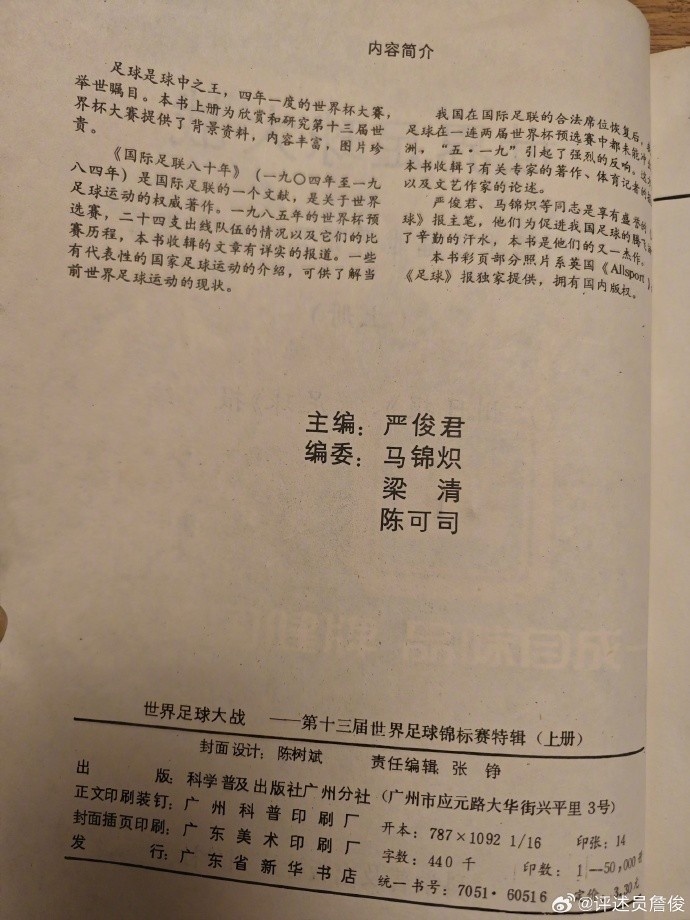 内容简介
足球是球中之王，四年一度的世界杯大赛，
举世瞩目。本书上册为欣赏和研究第十三届世
界杯大赛提供了背景资料，内容丰富，图片珍
贵。
《国际足联八十年》（一九〇四年至一九
八四年）是国际足联的一个文献，是关于世界
足球运动的权威著作。一九八五年的世界杯预
选赛，二十四支出线队伍的情况以及它们的比
赛历程，本书收辑的文章有详实的报道。一些
有代表性的国家足球运动的介绍，可供了解当
前世界足球运动的现状。
我国在国际足联的合法席位恢复后，
足球在一连两届世界杯预选赛中都未能冲
洲，“五·一九”引起了强烈的反响。
本书收辑了有关专家的著作、体育记者的
以及文艺作家的论述。
严俊君、马锦炽等同志是享有盛誉的
球》报主笔，他们为促进我国足球的腾飞
了辛勤的汗水，本书是他们的又一杰作。
本书彩页部分照片系英国《Allsport》
《足球》报独家提供，拥有国内版权。
主编：严俊君
编委：马锦炽
梁 清
陈可司
世界足球大战 ——第十三届世界足球锦标赛特辑（上册）
封面设计：陈树斌 责任编辑：张 铮
出 版：科学普及出版社广州分社（广州市应元路大华街兴平里3号）
正文印刷装钉：广州科普印刷厂
封面插页印刷：广东美术印刷厂
发 行：广东省新华书店
开本：787×1092 1/16 印张：14
字数：440千 印数：1—50,000
统一书号：7051·60516 定价：3.30元
@评述员詹俊